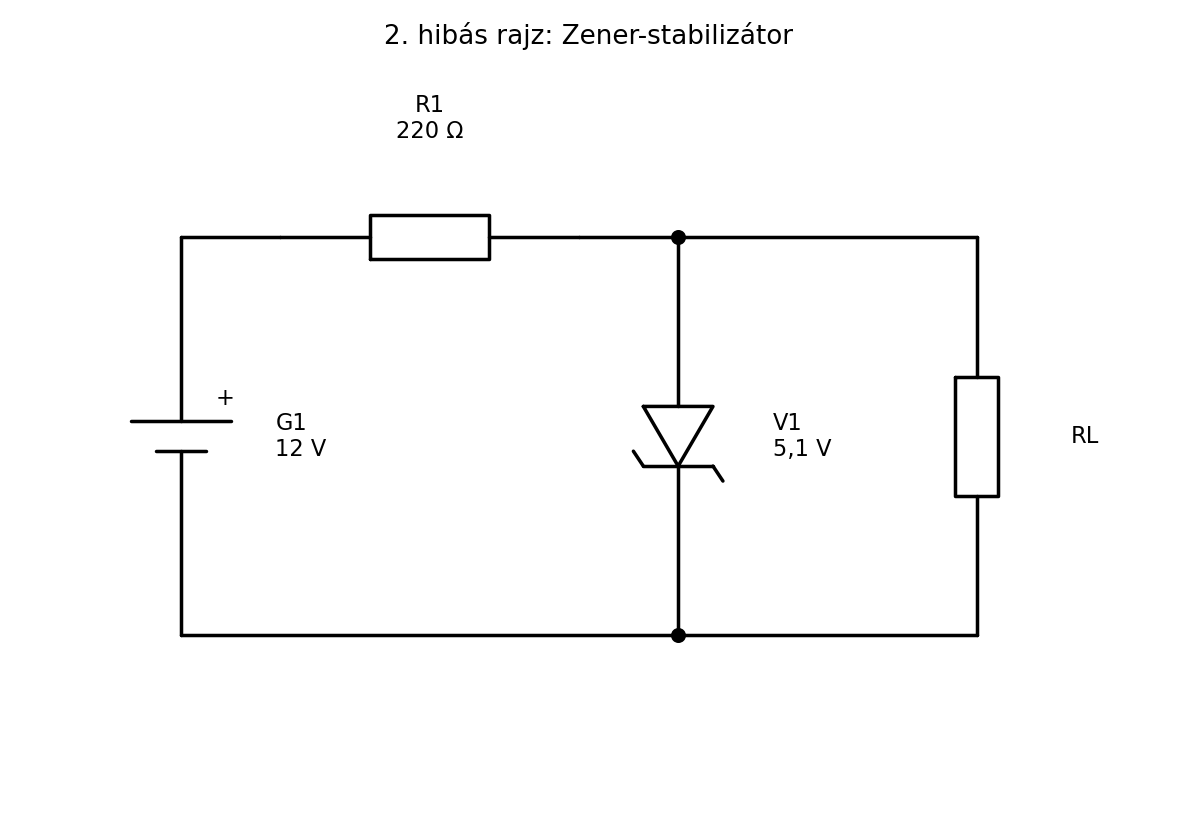 2. hibás rajz: Zener-stabilizátor
R1
220 Ω
+
G1
12 V
V1
5,1 V
RL